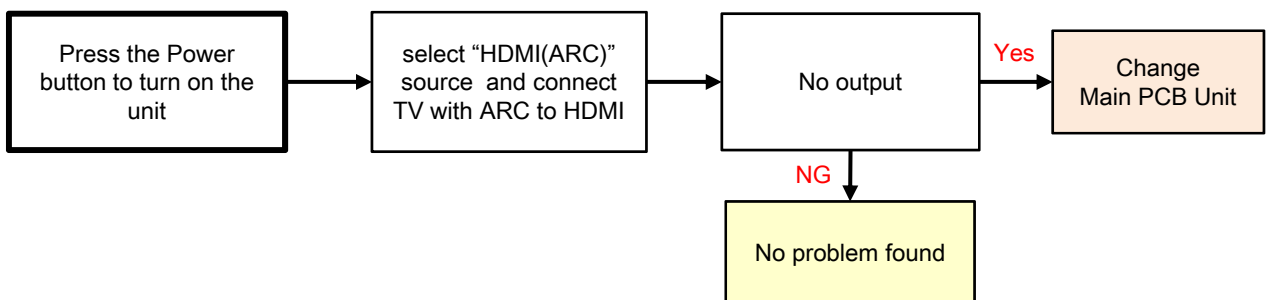 Press the Power
button to turn on the
unit
select “HDMI(ARC)”
source and connect
TV with ARC to HDMI
No output
Yes
Change
Main PCB Unit
NG
No problem found